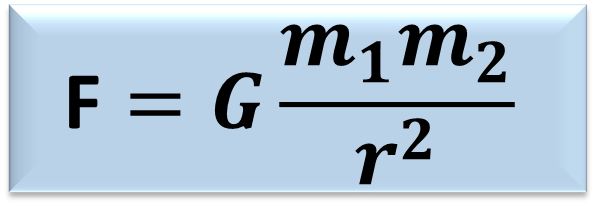 F = G m₁m₂ / r²